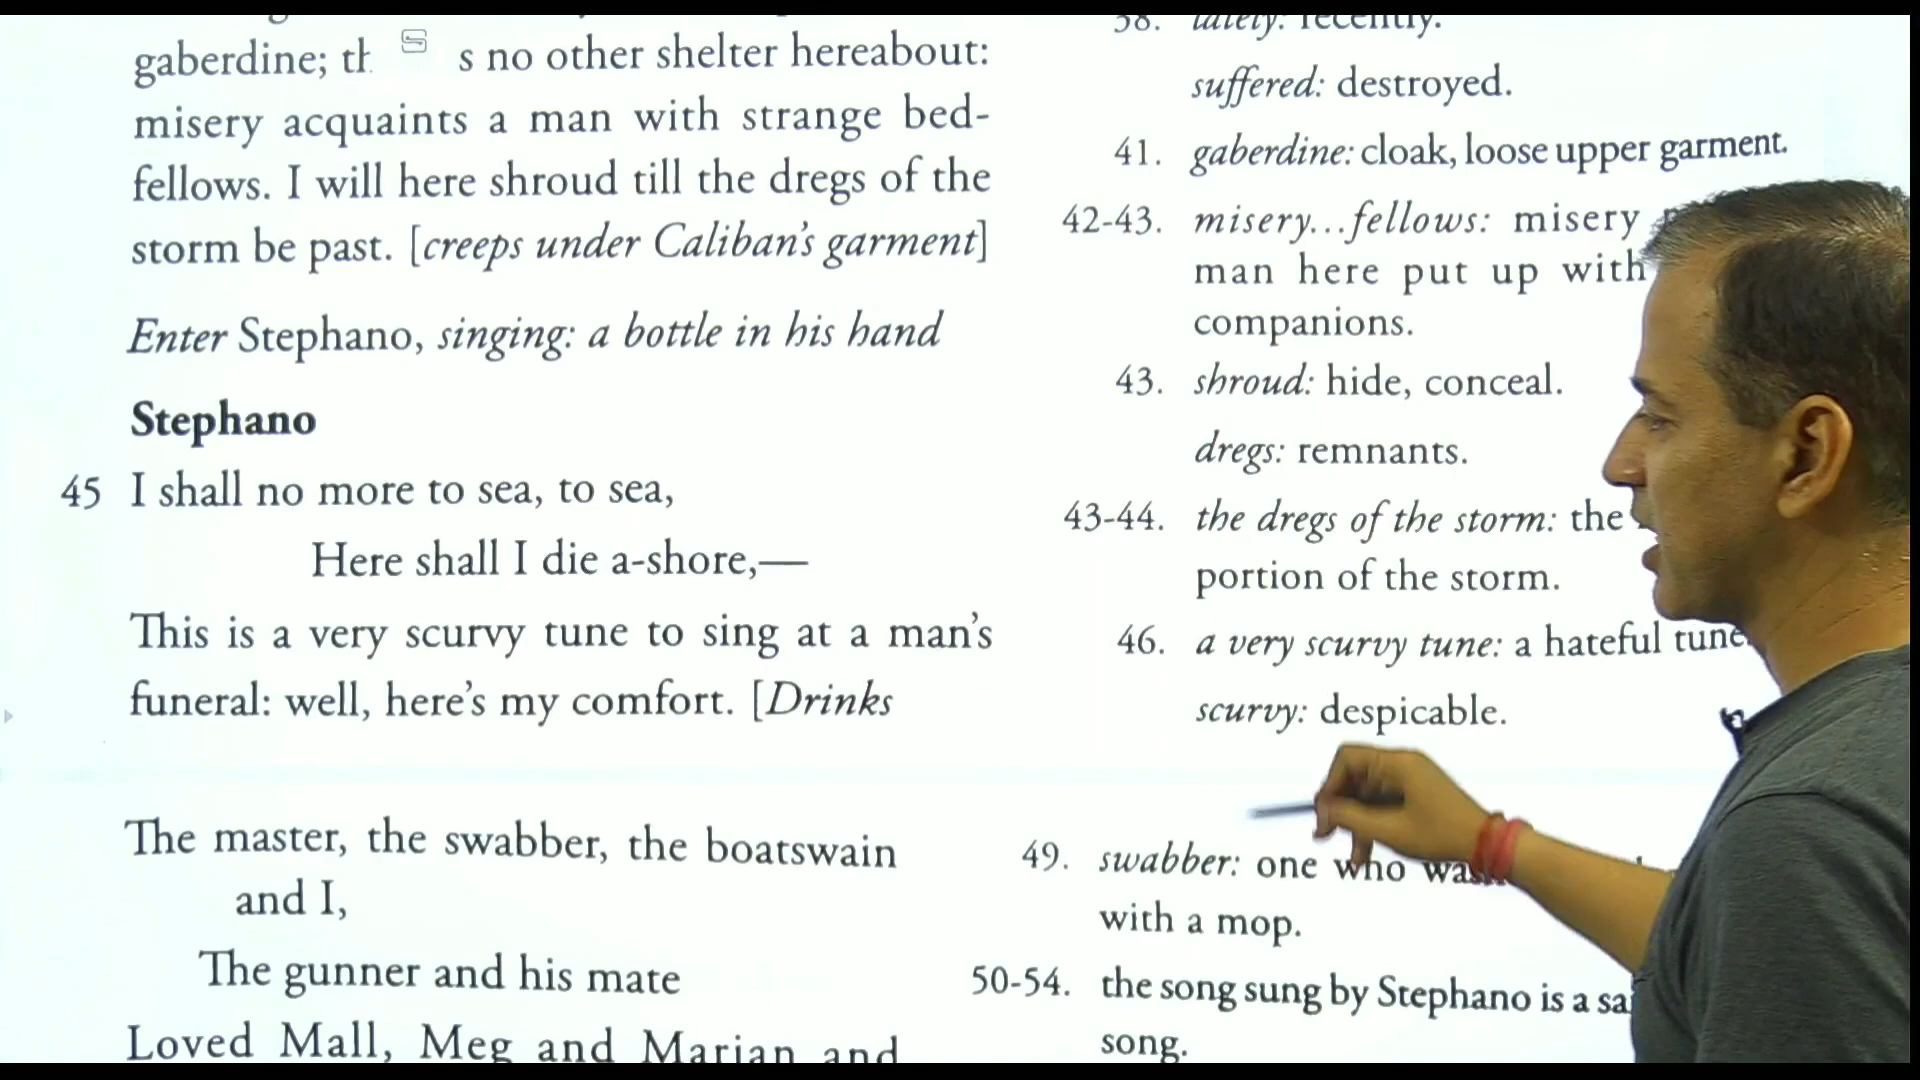 gaberdine; th s no other shelter hereabout:
misery acquaints a man with strange bed-
fellows. I will here shroud till the dregs of the
storm be past. [creeps under Caliban's garment]
Enter Stephano, singing: a bottle in his hand
Stephano
45 I shall no more to sea, to sea,
Here shall I die a-shore,—
This is a very scurvy tune to sing at a man's
funeral: well, here's my comfort. [Drinks
The master, the swabber, the boatswain
and I,
The gunner and his mate
Loved Mall, Meg and Marian and
38. lately: recently.
suffered: destroyed.
41. gaberdine: cloak, loose upper garment.
42-43. misery...fellows: misery
man here put up with
companions.
43. shroud: hide, conceal.
dregs: remnants.
43-44. the dregs of the storm: the
portion of the storm.
46. a very scurvy tune: a hateful tune.
scurvy: despicable.
49. swabber: one who
with a mop.
50-54. the song sung by Stephano is a
song.